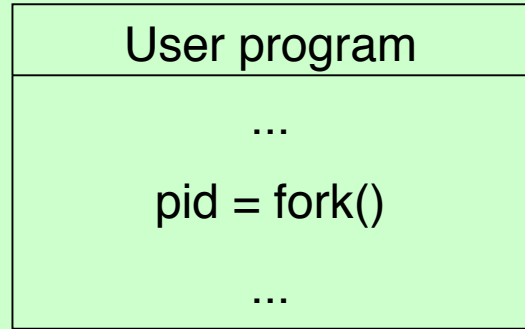 User program
...
pid = fork()
...